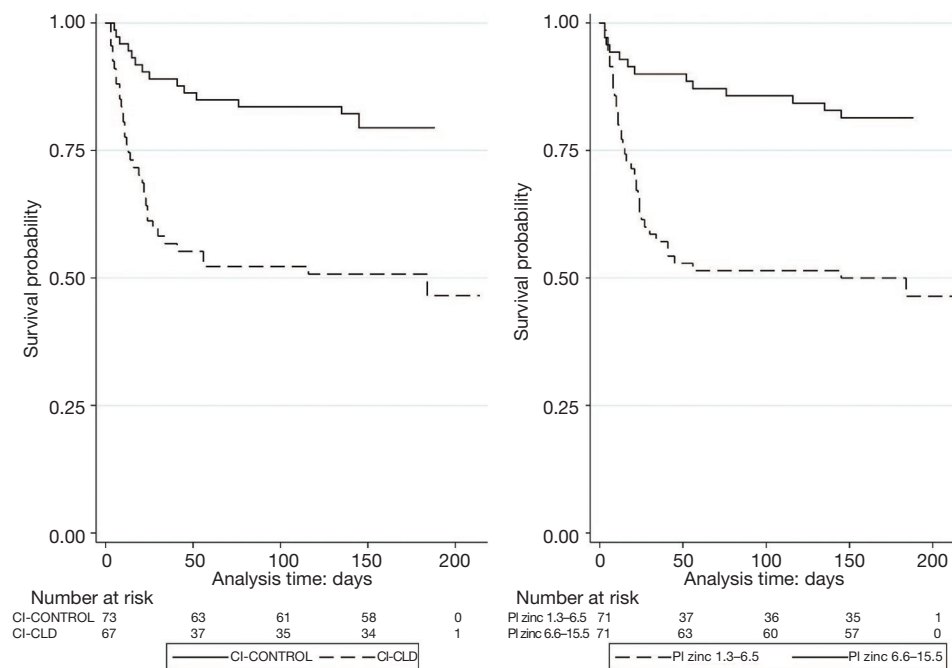 1.00
0.75
0.50
0.25
0.00
Survival probability
0 50 100 150 200
Analysis time: days
Number at risk
CI-CONTROL 73 63 61 58 0
CI-CLD 67 37 35 34 1
CI-CONTROL CI-CLD
1.00
0.75
0.50
0.25
0.00
Survival probability
0 50 100 150 200
Analysis time: days
Number at risk
PI zinc 1.3–6.5 71 37 36 35 1
PI zinc 6.6–15.5 71 63 60 57 0
PI zinc 1.3–6.5 PI zinc 6.6–15.5